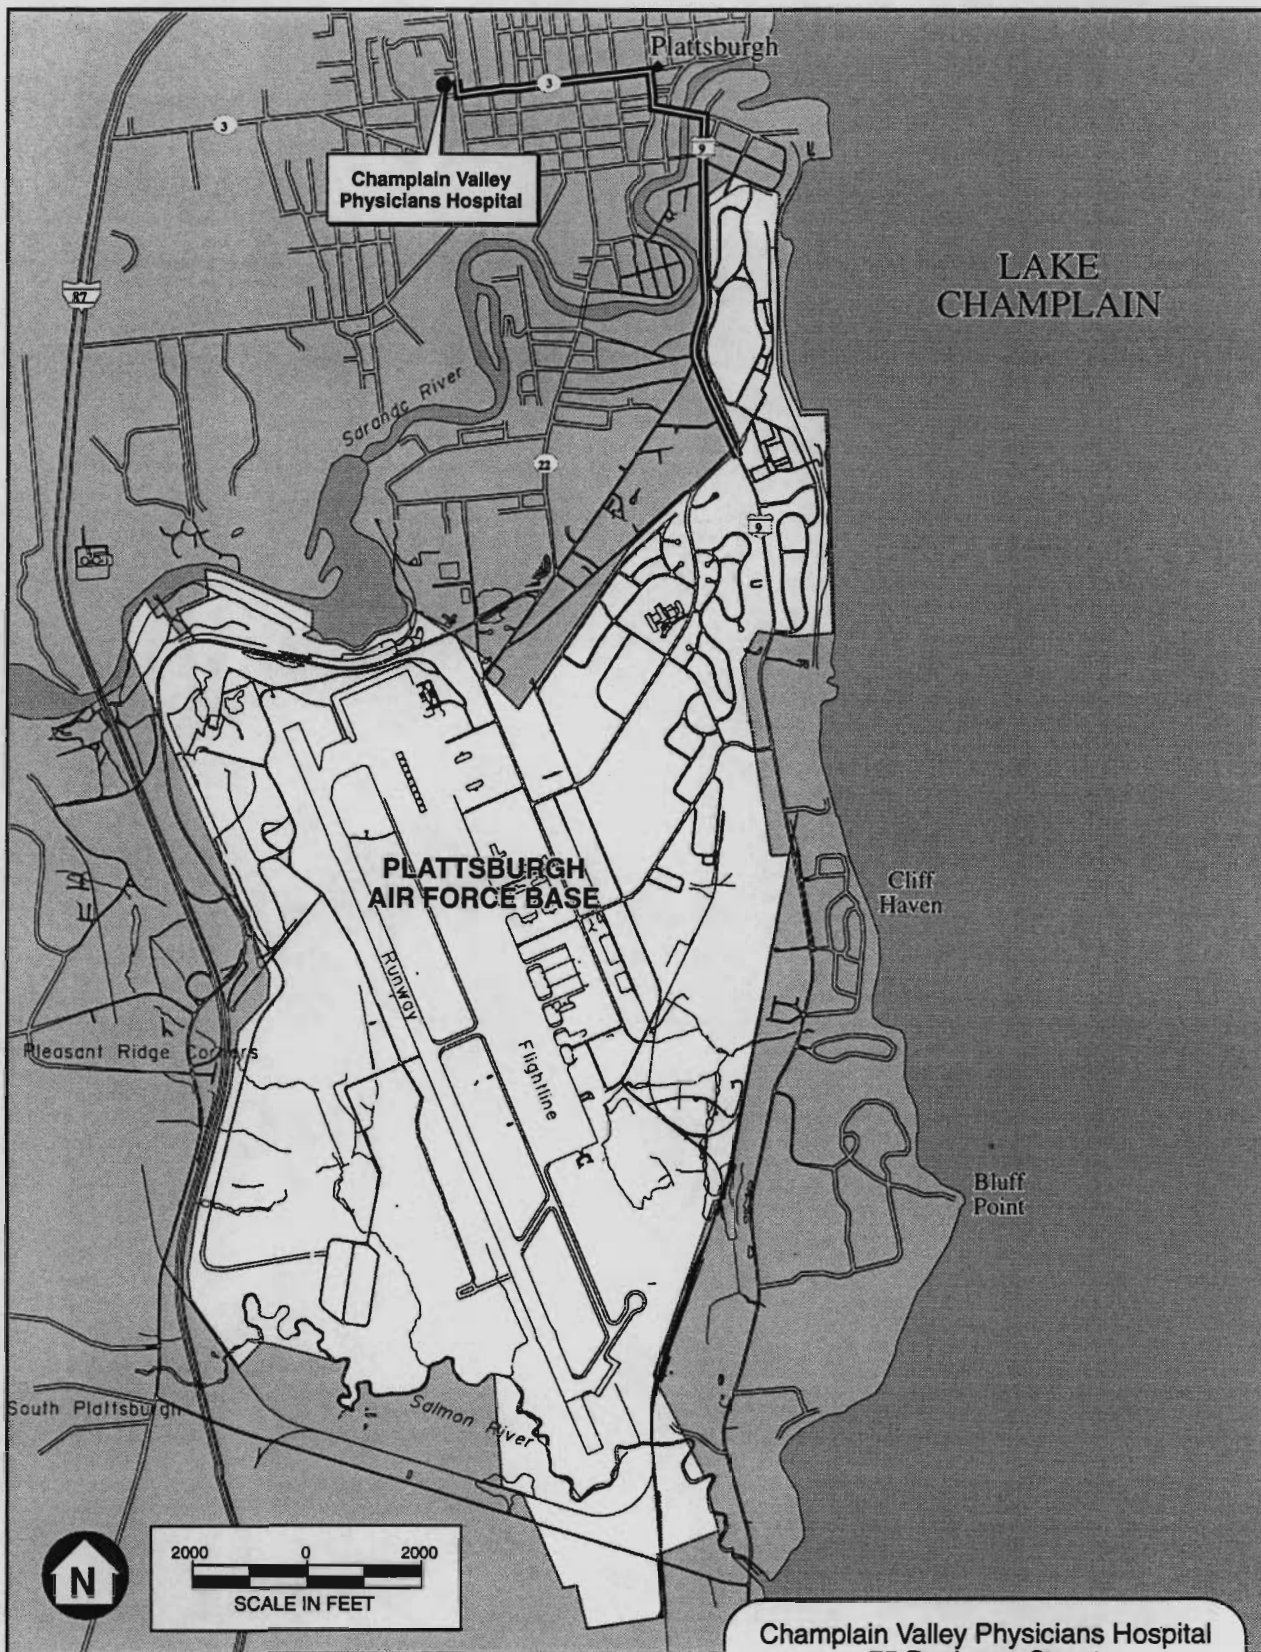 Plattsburgh
3
3
9
Champlain Valley
Physicians Hospital
LAKE
CHAMPLAIN
87
Saranac River
22
9
PLATTSBURGH
AIR FORCE BASE
Cliff
Haven
Runway
Flightline
Pleasant Ridge Corners
Bluff
Point
South Plattsburgh
Salmon River
N
2000 0 2000
SCALE IN FEET
Champlain Valley Physicians Hospital